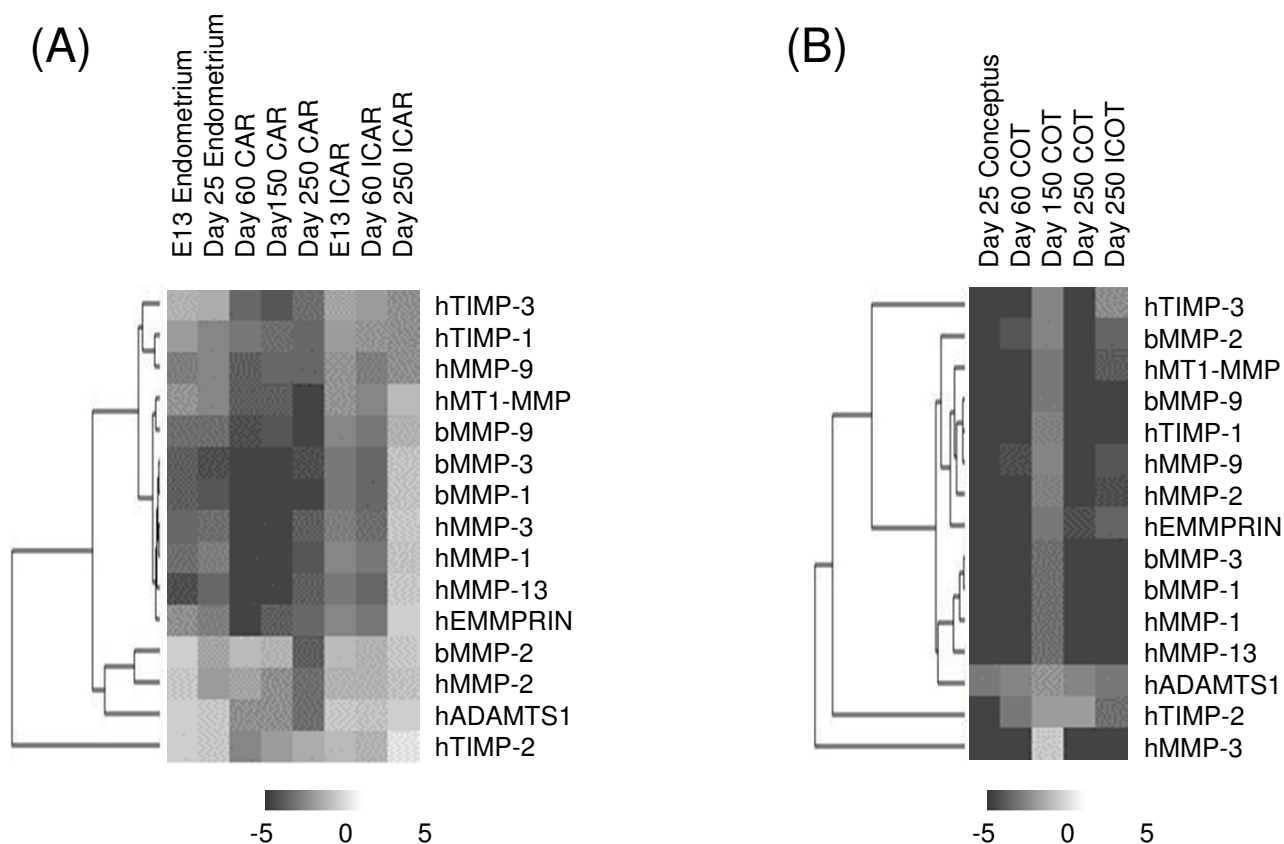 (A)
E13 Endometrium
Day 25 Endometrium
Day 60 CAR
Day150 CAR
Day 250 CAR
E13 ICAR
Day 60 ICAR
Day 250 ICAR
hTIMP-3
hTIMP-1
hMMP-9
hMT1-MMP
bMMP-9
bMMP-3
bMMP-1
hMMP-3
hMMP-1
hMMP-13
hEMMPRIN
bMMP-2
hMMP-2
hADAMTS1
hTIMP-2
-5 0 5
(B)
Day 25 Conceptus
Day 60 COT
Day 150 COT
Day 250 COT
Day 250 ICOT
hTIMP-3
bMMP-2
hMT1-MMP
bMMP-9
hTIMP-1
hMMP-9
hMMP-2
hEMMPRIN
bMMP-3
bMMP-1
hMMP-1
hMMP-13
hADAMTS1
hTIMP-2
hMMP-3
-5 0 5